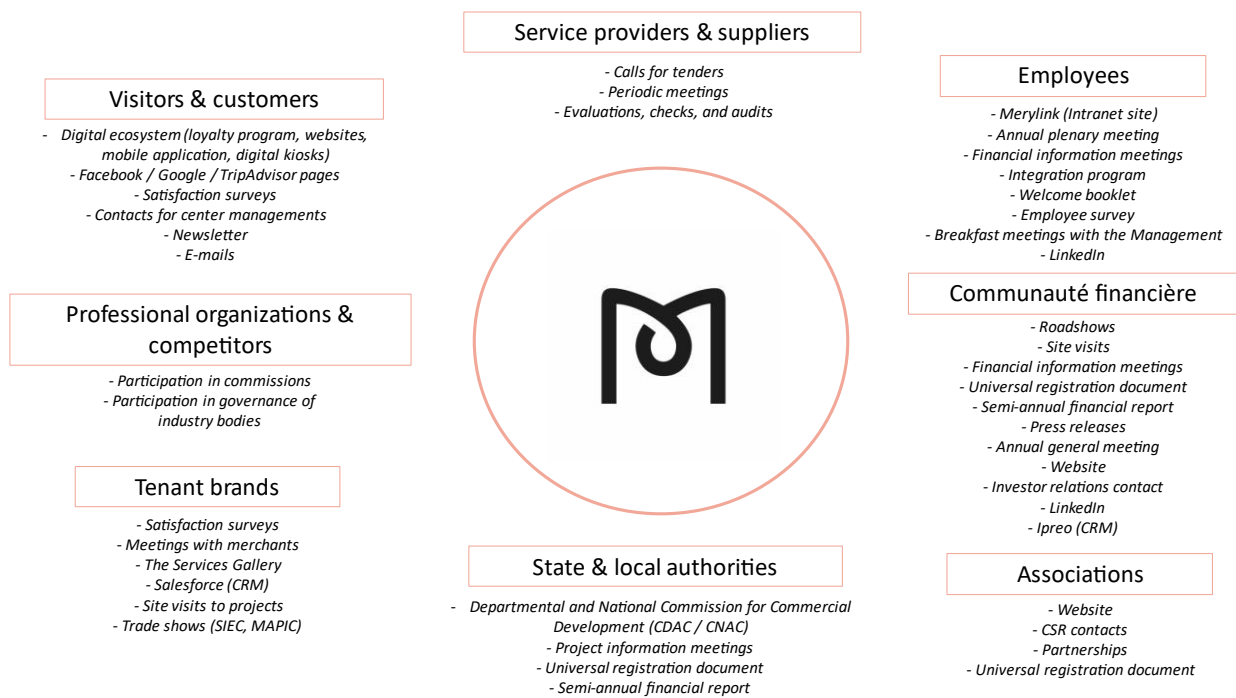 Service providers & suppliers
- Calls for tenders
- Periodic meetings
- Evaluations, checks, and audits
Visitors & customers
- Digital ecosystem (loyalty program, websites,
mobile application, digital kiosks)
- Facebook / Google / TripAdvisor pages
- Satisfaction surveys
- Contacts for center managements
- Newsletter
- E-mails
Employees
- Merylink (Intranet site)
- Annual plenary meeting
- Financial information meetings
- Integration program
- Welcome booklet
- Employee survey
- Breakfast meetings with the Management
- LinkedIn
Professional organizations &
competitors
- Participation in commissions
- Participation in governance of
industry bodies
Communauté financière
- Roadshows
- Site visits
- Financial information meetings
- Universal registration document
- Semi-annual financial report
- Press releases
- Annual general meeting
- Website
- Investor relations contact
- LinkedIn
- Ipreo (CRM)
Tenant brands
- Satisfaction surveys
- Meetings with merchants
- The Services Gallery
- Salesforce (CRM)
- Site visits to projects
- Trade shows (SIEC, MAPIC)
State & local authorities
- Departmental and National Commission for Commercial
Development (CDAC / CNAC)
- Project information meetings
- Universal registration document
- Semi-annual financial report
Associations
- Website
- CSR contacts
- Partnerships
- Universal registration document